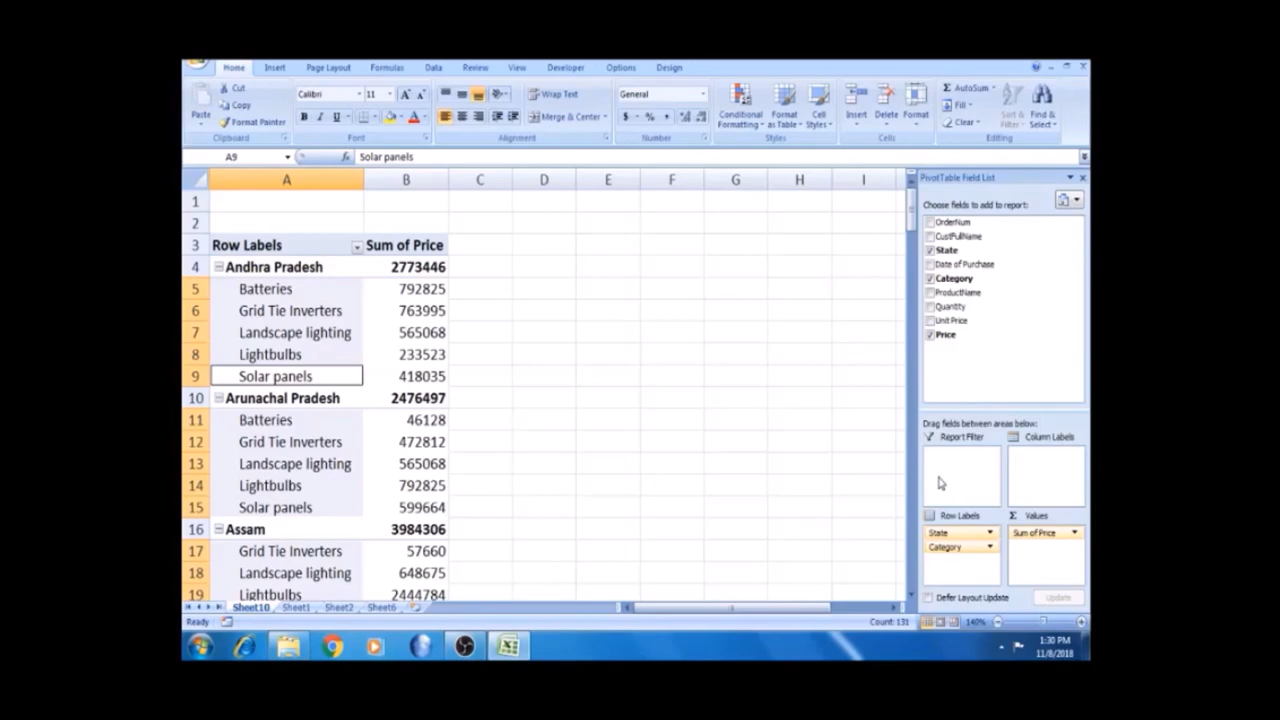 Home Insert Page Layout Formulas Data Review View Developer Options Design
Cut
Copy
Paste
Format Painter
Clipboard
Calibri 11
B I U
Font
Wrap Text
Merge & Center
Alignment
General
$ % ,
Number
Conditional Formatting
Format as Table
Cell Styles
Styles
Insert Delete Format
Cells
AutoSum
Fill
Clear
Sort & Filter
Find & Select
Editing
A9 fx Solar panels
A B C D E F G H I
1
2
3 Row Labels Sum of Price
4 Andhra Pradesh 2773446
5 Batteries 792825
6 Grid Tie Inverters 763995
7 Landscape lighting 565068
8 Lightbulbs 233523
9 Solar panels 418035
10 Arunachal Pradesh 2476497
11 Batteries 46128
12 Grid Tie Inverters 472812
13 Landscape lighting 565068
14 Lightbulbs 792825
15 Solar panels 599664
16 Assam 3984306
17 Grid Tie Inverters 57660
18 Landscape lighting 648675
19 Lightbulbs 2444784
Sheet10 Sheet1 Sheet2 Sheet6
Ready Count: 131 140%
PivotTable Field List
Choose fields to add to report:
OrderNum
CustFullName
State
Date of Purchase
Category
ProductName
Quantity
Unit Price
Price
Drag fields between areas below:
Report Filter Column Labels
Row Labels Σ Values
State Sum of Price
Category
Defer Layout Update Update
1:30 PM
11/8/2018